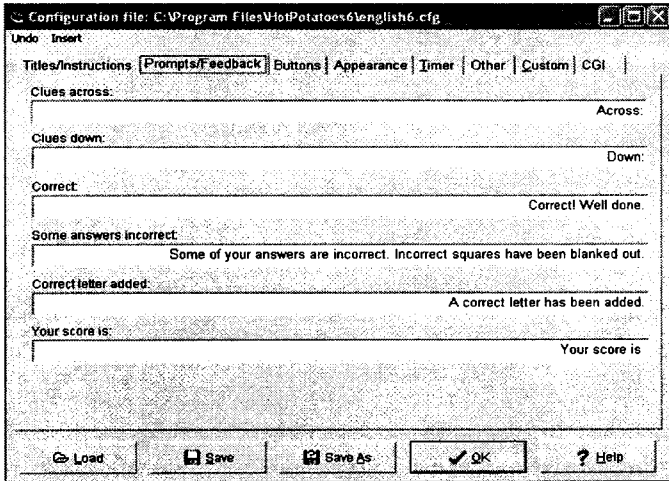 Configuration file: C:\Program Files\HotPotatoes6\english6.cfg
Undo Insert
Titles/Instructions Prompts/Feedback Buttons Appearance Timer Other Custom CGI
Clues across:
Across:
Clues down:
Down:
Correct:
Correct! Well done.
Some answers incorrect:
Some of your answers are incorrect. Incorrect squares have been blanked out.
Correct letter added:
A correct letter has been added.
Your score is:
Your score is
Load Save Save As OK Help